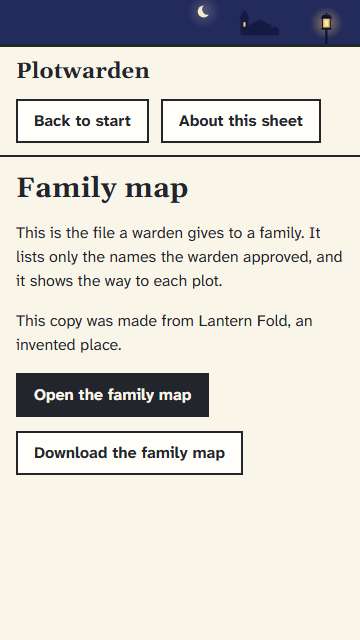 Plotwarden
Back to start
About this sheet
Family map
This is the file a warden gives to a family. It
lists only the names the warden approved, and
it shows the way to each plot.
This copy was made from Lantern Fold, an
invented place.
Open the family map
Download the family map